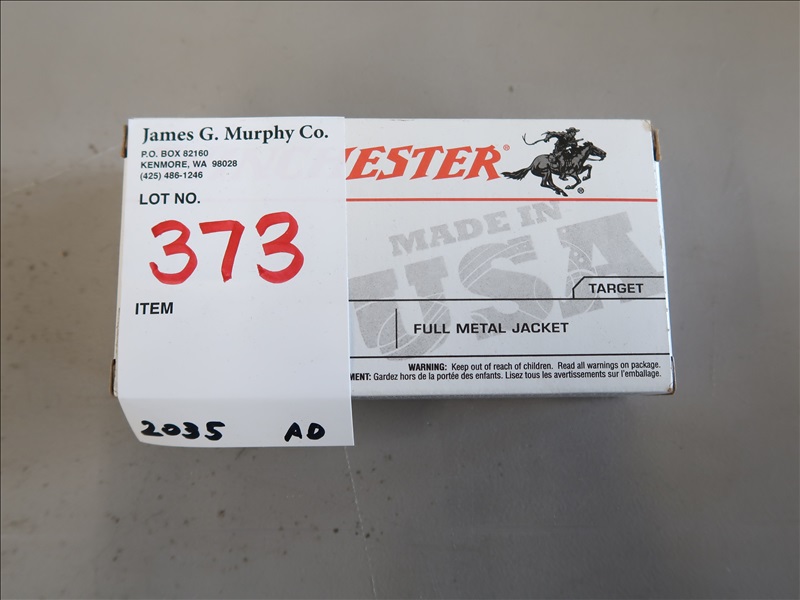 James G. Murphy Co.
P.O. BOX 82160
KENMORE, WA 98028
(425) 486-1246
LOT NO.
373
ITEM
2035 AD
HESTER®
MADE IN
USA
TARGET
FULL METAL JACKET
WARNING: Keep out of reach of children. Read all warnings on package.
MENT: Gardez hors de la portée des enfants. Lisez tous les avertissements sur l'emballage.